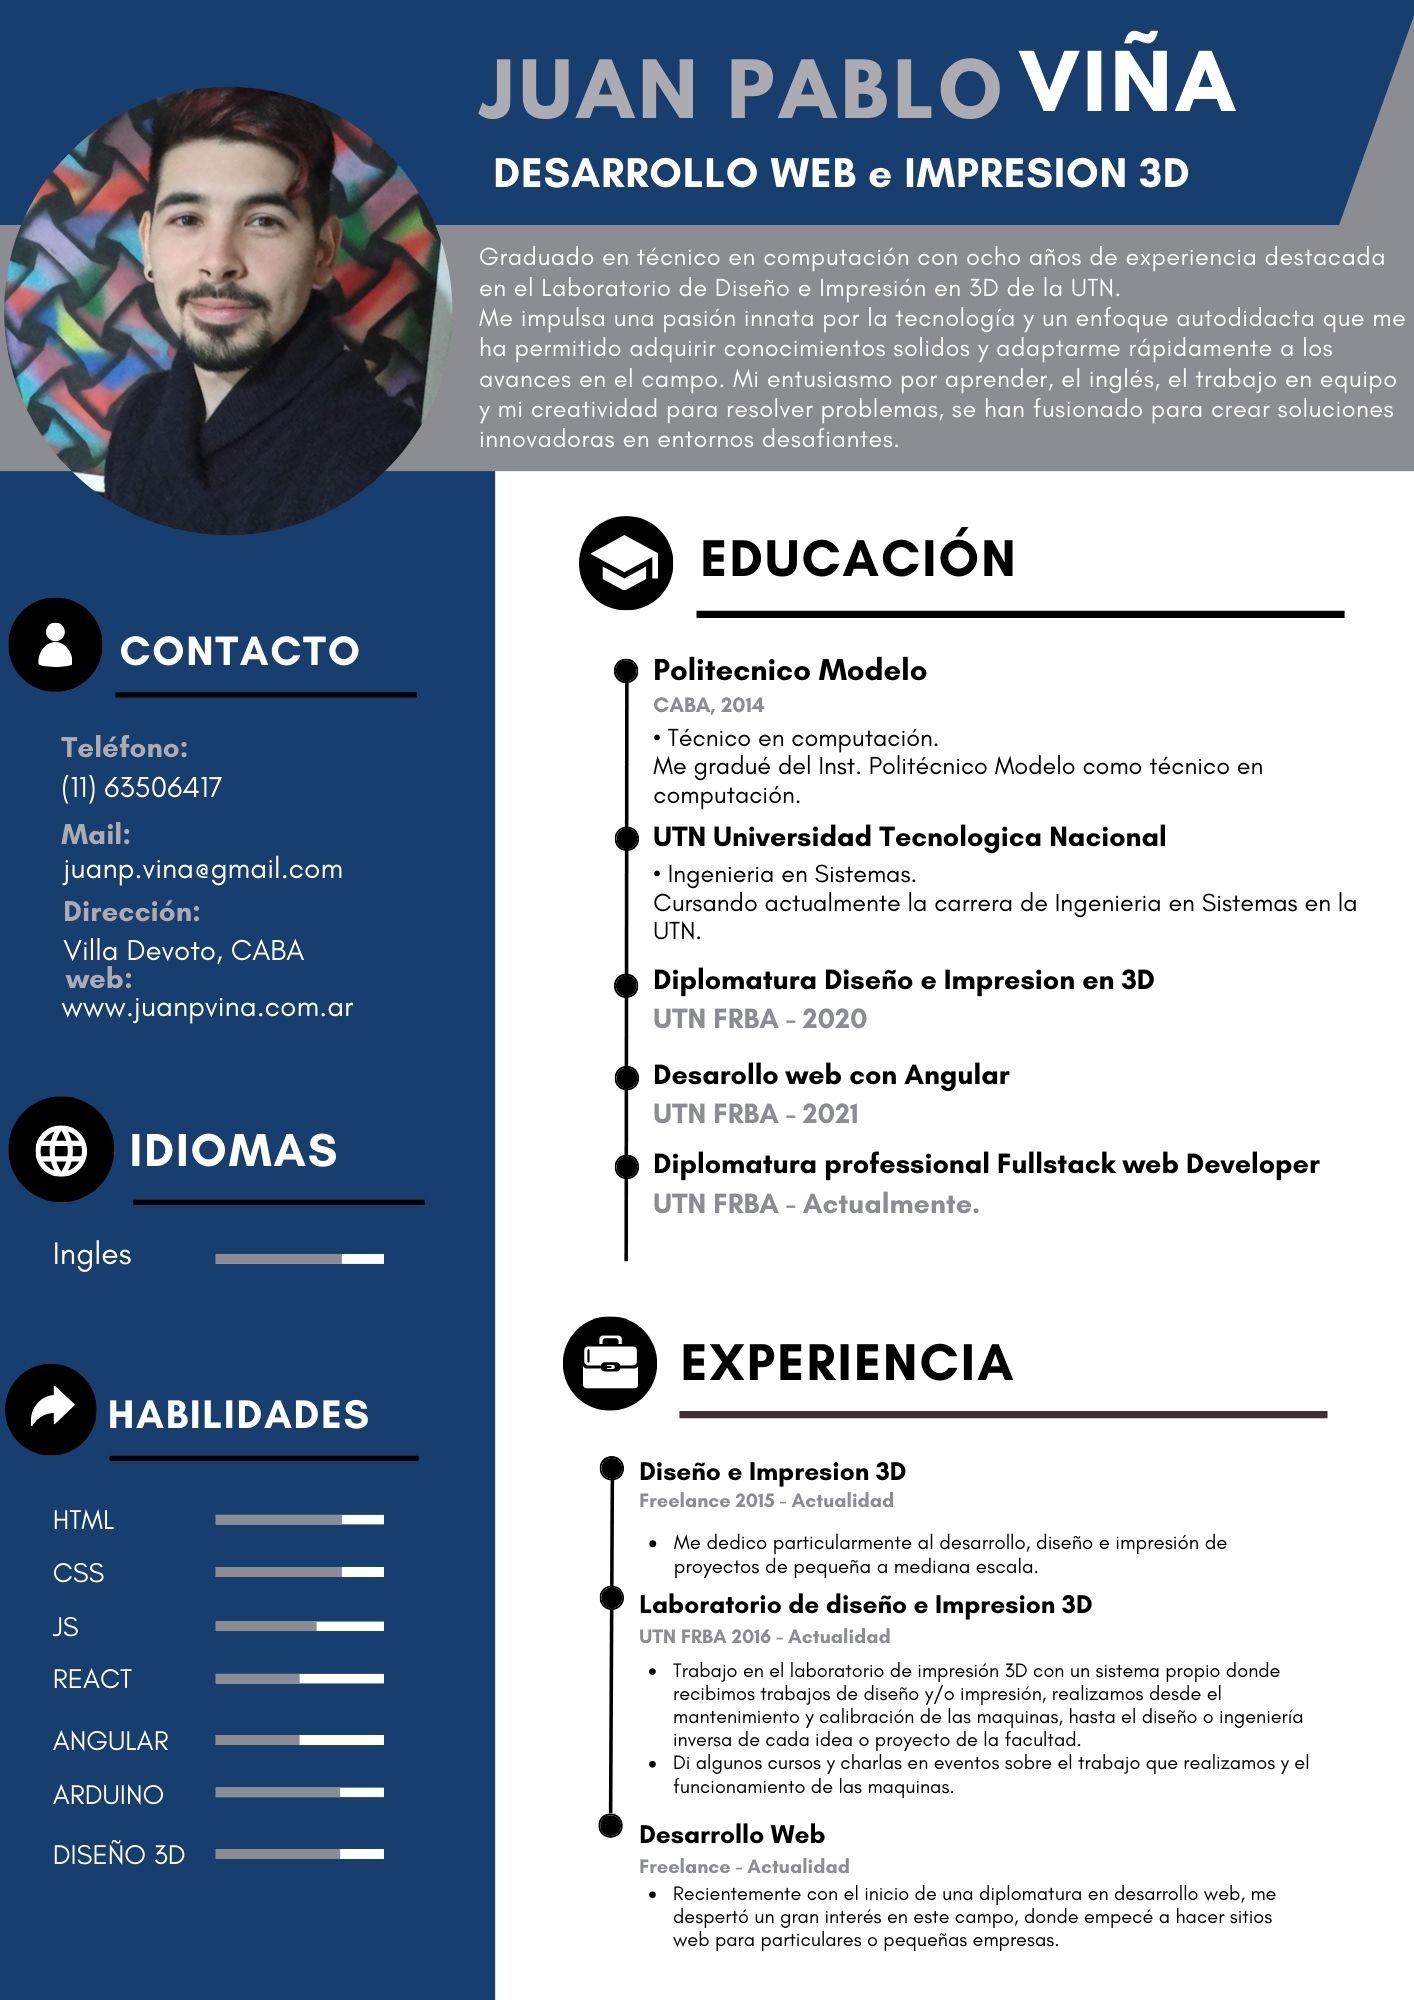 JUAN PABLO VIÑA
DESARROLLO WEB e IMPRESION 3D
Graduado en técnico en computación con ocho años de experiencia destacada
en el Laboratorio de Diseño e Impresión en 3D de la UTN.
Me impulsa una pasión innata por la tecnología y un enfoque autodidacta que me
ha permitido adquirir conocimientos solidos y adaptarme rápidamente a los
avances en el campo. Mi entusiasmo por aprender, el inglés, el trabajo en equipo
y mi creatividad para resolver problemas, se han fusionado para crear soluciones
innovadoras en entornos desafiantes.
CONTACTO
Teléfono:
(11) 63506417
Mail:
juanp.vina@gmail.com
Dirección:
Villa Devoto, CABA
web:
www.juanpvina.com.ar
IDIOMAS
Ingles
HABILIDADES
HTML
CSS
JS
REACT
ANGULAR
ARDUINO
DISEÑO 3D
EDUCACIÓN
Politecnico Modelo
CABA, 2014
• Técnico en computación.
Me gradué del Inst. Politécnico Modelo como técnico en
computación.
UTN Universidad Tecnologica Nacional
• Ingenieria en Sistemas.
Cursando actualmente la carrera de Ingenieria en Sistemas en la
UTN.
Diplomatura Diseño e Impresion en 3D
UTN FRBA - 2020
Desarollo web con Angular
UTN FRBA - 2021
Diplomatura professional Fullstack web Developer
UTN FRBA - Actualmente.
EXPERIENCIA
Diseño e Impresion 3D
Freelance 2015 - Actualidad
• Me dedico particularmente al desarrollo, diseño e impresión de
proyectos de pequeña a mediana escala.
Laboratorio de diseño e Impresion 3D
UTN FRBA 2016 - Actualidad
• Trabajo en el laboratorio de impresión 3D con un sistema propio donde
recibimos trabajos de diseño y/o impresión, realizamos desde el
mantenimiento y calibración de las maquinas, hasta el diseño o ingeniería
inversa de cada idea o proyecto de la facultad.
• Di algunos cursos y charlas en eventos sobre el trabajo que realizamos y el
funcionamiento de las maquinas.
Desarrollo Web
Freelance - Actualidad
• Recientemente con el inicio de una diplomatura en desarrollo web, me
despertó un gran interés en este campo, donde empecé a hacer sitios
web para particulares o pequeñas empresas.